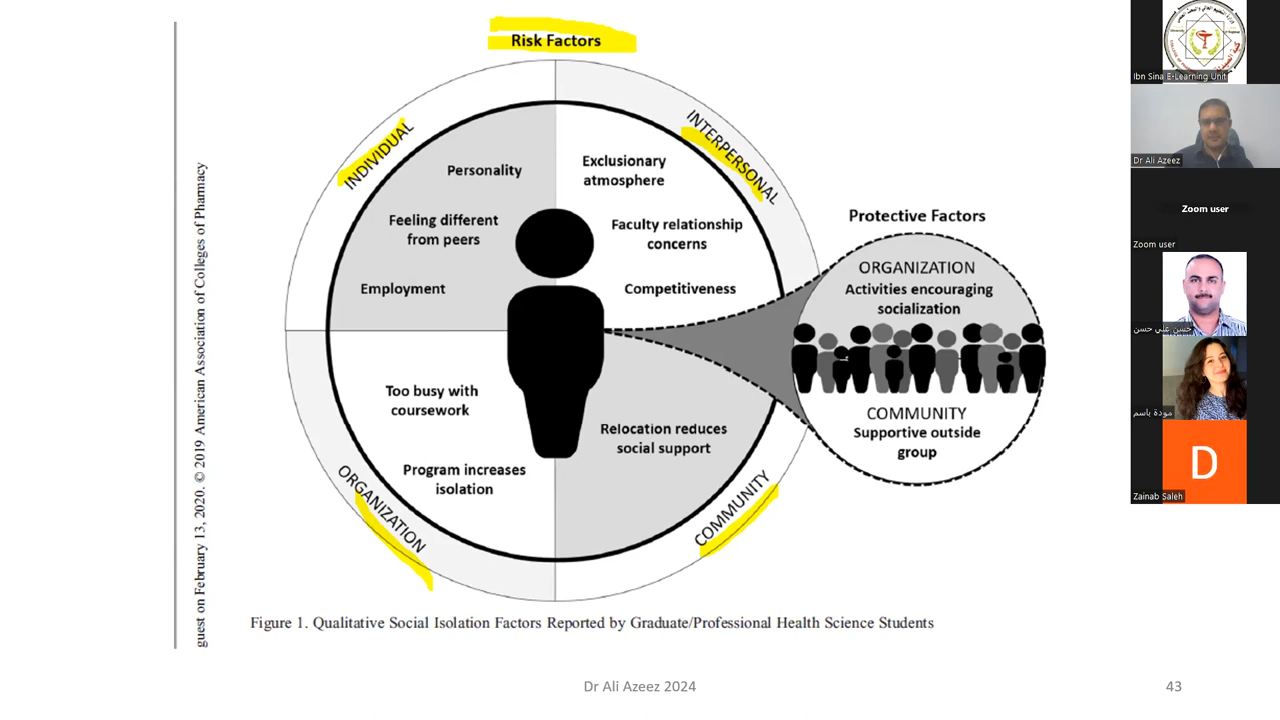 Risk Factors
INDIVIDUAL
INTERPERSONAL
Personality
Exclusionary
atmosphere
Feeling different
from peers
Faculty relationship
concerns
Employment
Competitiveness
Protective Factors
ORGANIZATION
Activities encouraging
socialization
COMMUNITY
Supportive outside
group
Too busy with
coursework
Program increases
isolation
Relocation reduces
social support
ORGANIZATION
COMMUNITY
guest on February 13, 2020. © 2019 American Association of Colleges of Pharmacy
Figure 1. Qualitative Social Isolation Factors Reported by Graduate/Professional Health Science Students
Dr Ali Azeez 2024
43
Ibn Sina E-Learning Unit
Dr Ali Azeez
Zoom user
Zoom user
حسن علي حسن
مودة باسم
D
Zainab Saleh